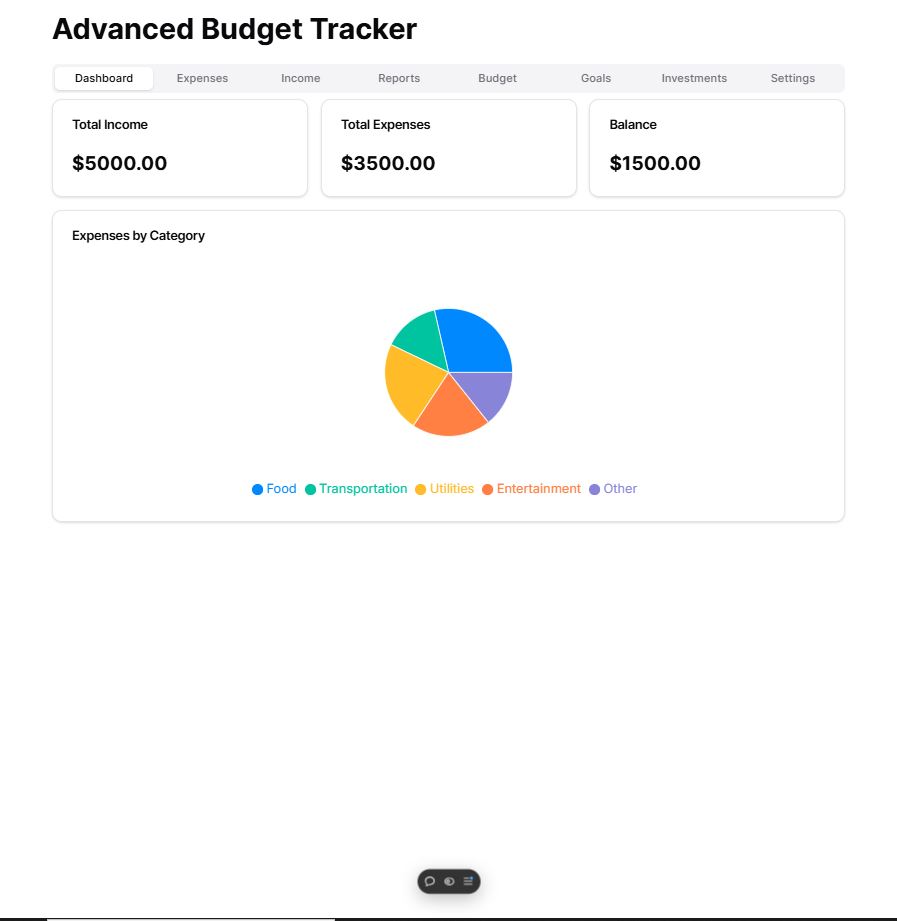 Advanced Budget Tracker
Dashboard Expenses Income Reports Budget Goals Investments Settings
Total Income Total Expenses Balance
$5000.00 $3500.00 $1500.00
Expenses by Category
Food Transportation Utilities Entertainment Other